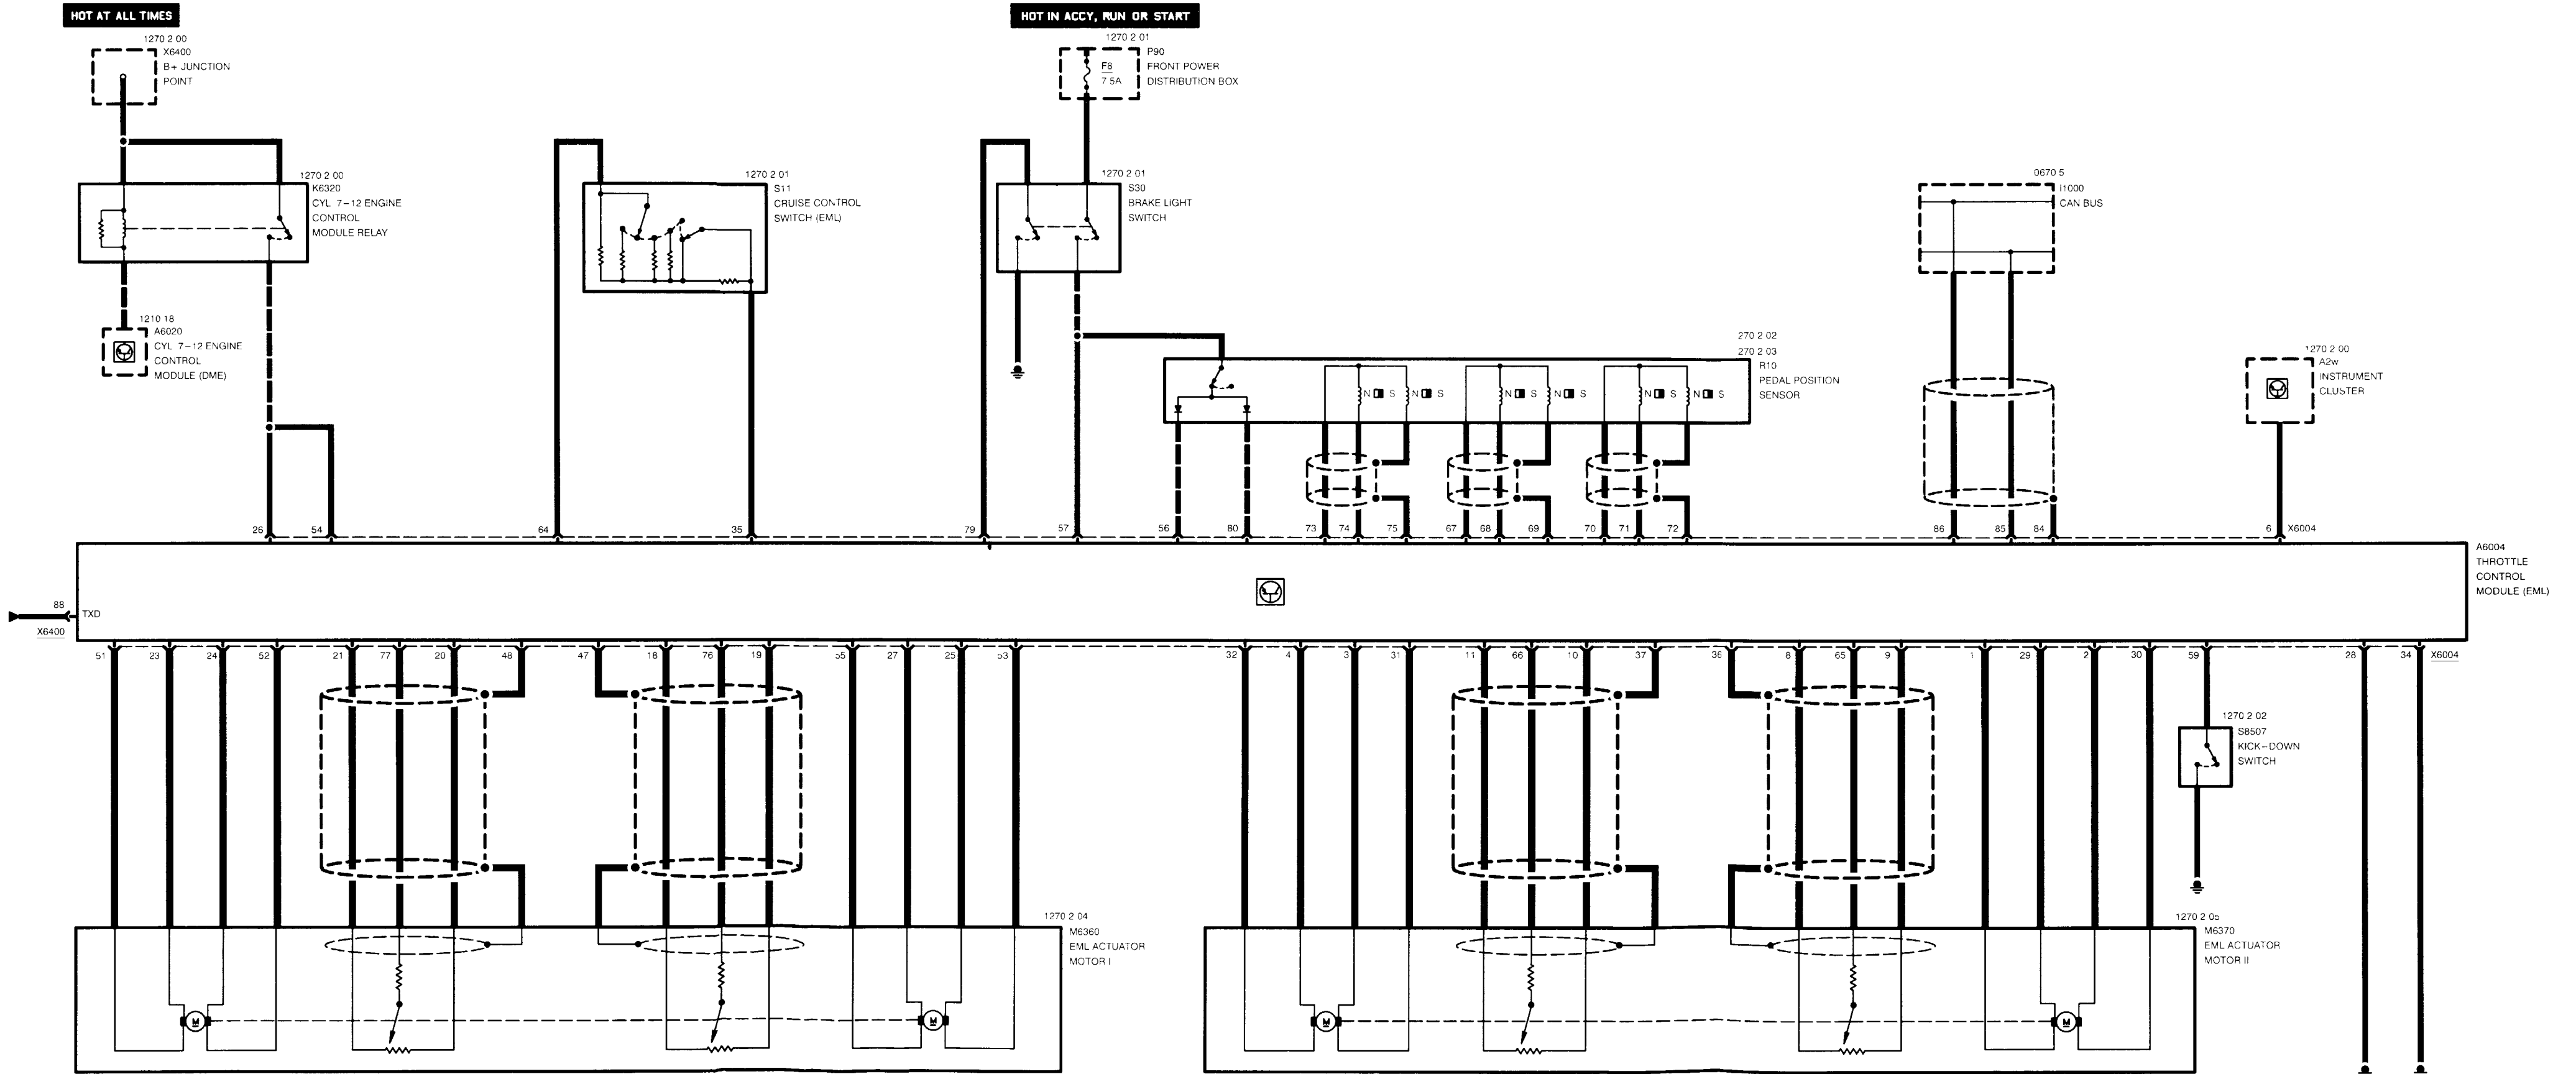 HOT AT ALL TIMES
HOT IN ACCY, RUN OR START
1270 2 00
X6400
B+ JUNCTION
POINT
1270 2 01
P90
FRONT POWER
DISTRIBUTION BOX
F8
7 5A
1270 2 00
K6320
CYL 7-12 ENGINE
CONTROL
MODULE RELAY
1270 2 01
S11
CRUISE CONTROL
SWITCH (EML)
1270 2 01
S30
BRAKE LIGHT
SWITCH
0670 5
I1000
CAN BUS
1210 18
A6020
CYL 7-12 ENGINE
CONTROL
MODULE (DME)
270 2 02
270 2 03
R10
PEDAL POSITION
SENSOR
N S N S N S N S N S N S
1270 2 00
A2w
INSTRUMENT
CLUSTER
26 54 64 35 79 57 56 80 73 74 75 67 68 69 70 71 72 86 85 84 6 X6004
A6004
THROTTLE
CONTROL
MODULE (EML)
88
TXD
X6400
51 23 24 52 21 77 20 48 47 18 76 19 55 27 25 53 32 4 3 31 11 66 10 37 36 8 65 9 1 29 2 30 59 28 34 X6004
1270 2 02
S8507
KICK-DOWN
SWITCH
1270 2 04
M6360
EML ACTUATOR
MOTOR I
1270 2 05
M6370
EML ACTUATOR
MOTOR II
M M M M